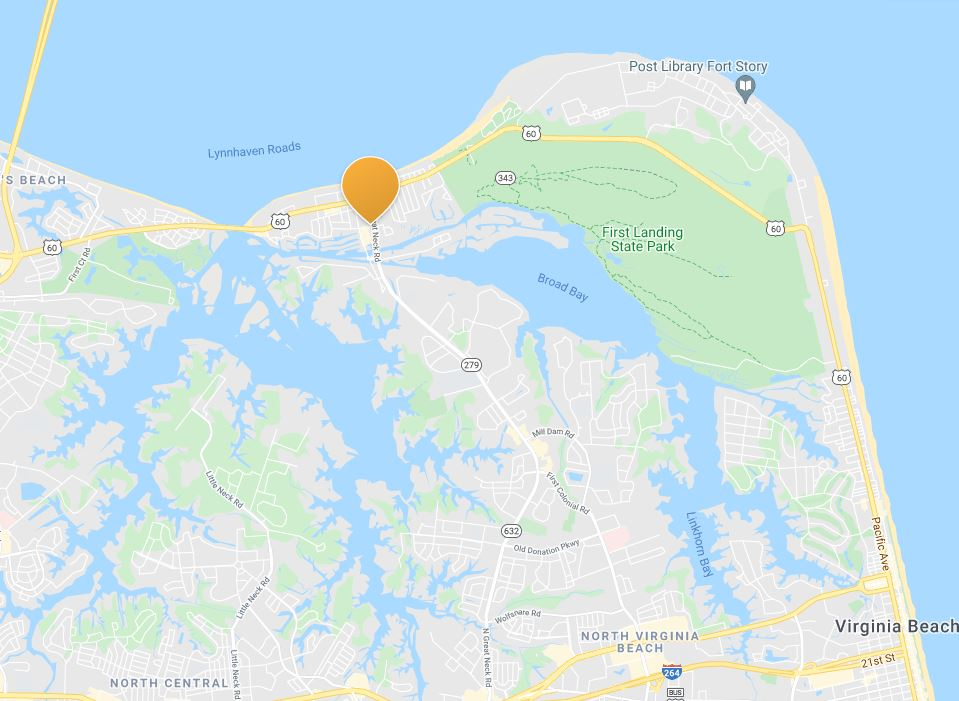 Post Library Fort Story
60
Lynnhaven Roads
343
'S BEACH
60
60
First Landing
State Park
60
Neck Rd
First Ct Rd
Broad Bay
279
60
Mill Dam Rd
Little Neck Rd
First Colonial Rd
Linkhorn Bay
632
Pacific Ave
Old Donation Pkwy
Little Neck Rd
Wolfsnare Rd
Virginia Beach
NORTH VIRGINIA
BEACH
N Great Neck Rd
21st St
264
Little Neck Rd
NORTH CENTRAL
BUS